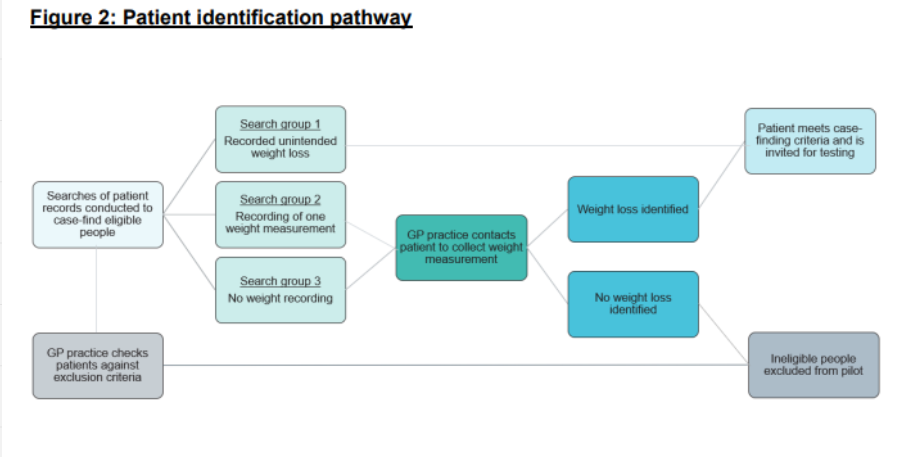 Figure 2: Patient identification pathway
Search group 1
Recorded unintended
weight loss
Patient meets case-
finding criteria and is
invited for testing
Searches of patient
records conducted to
case-find eligible
people
Search group 2
Recording of one
weight measurement
Weight loss identified
GP practice contacts
patient to collect weight
measurement
Search group 3
No weight recording
No weight loss
identified
GP practice checks
patients against
exclusion criteria
Ineligible people
excluded from pilot